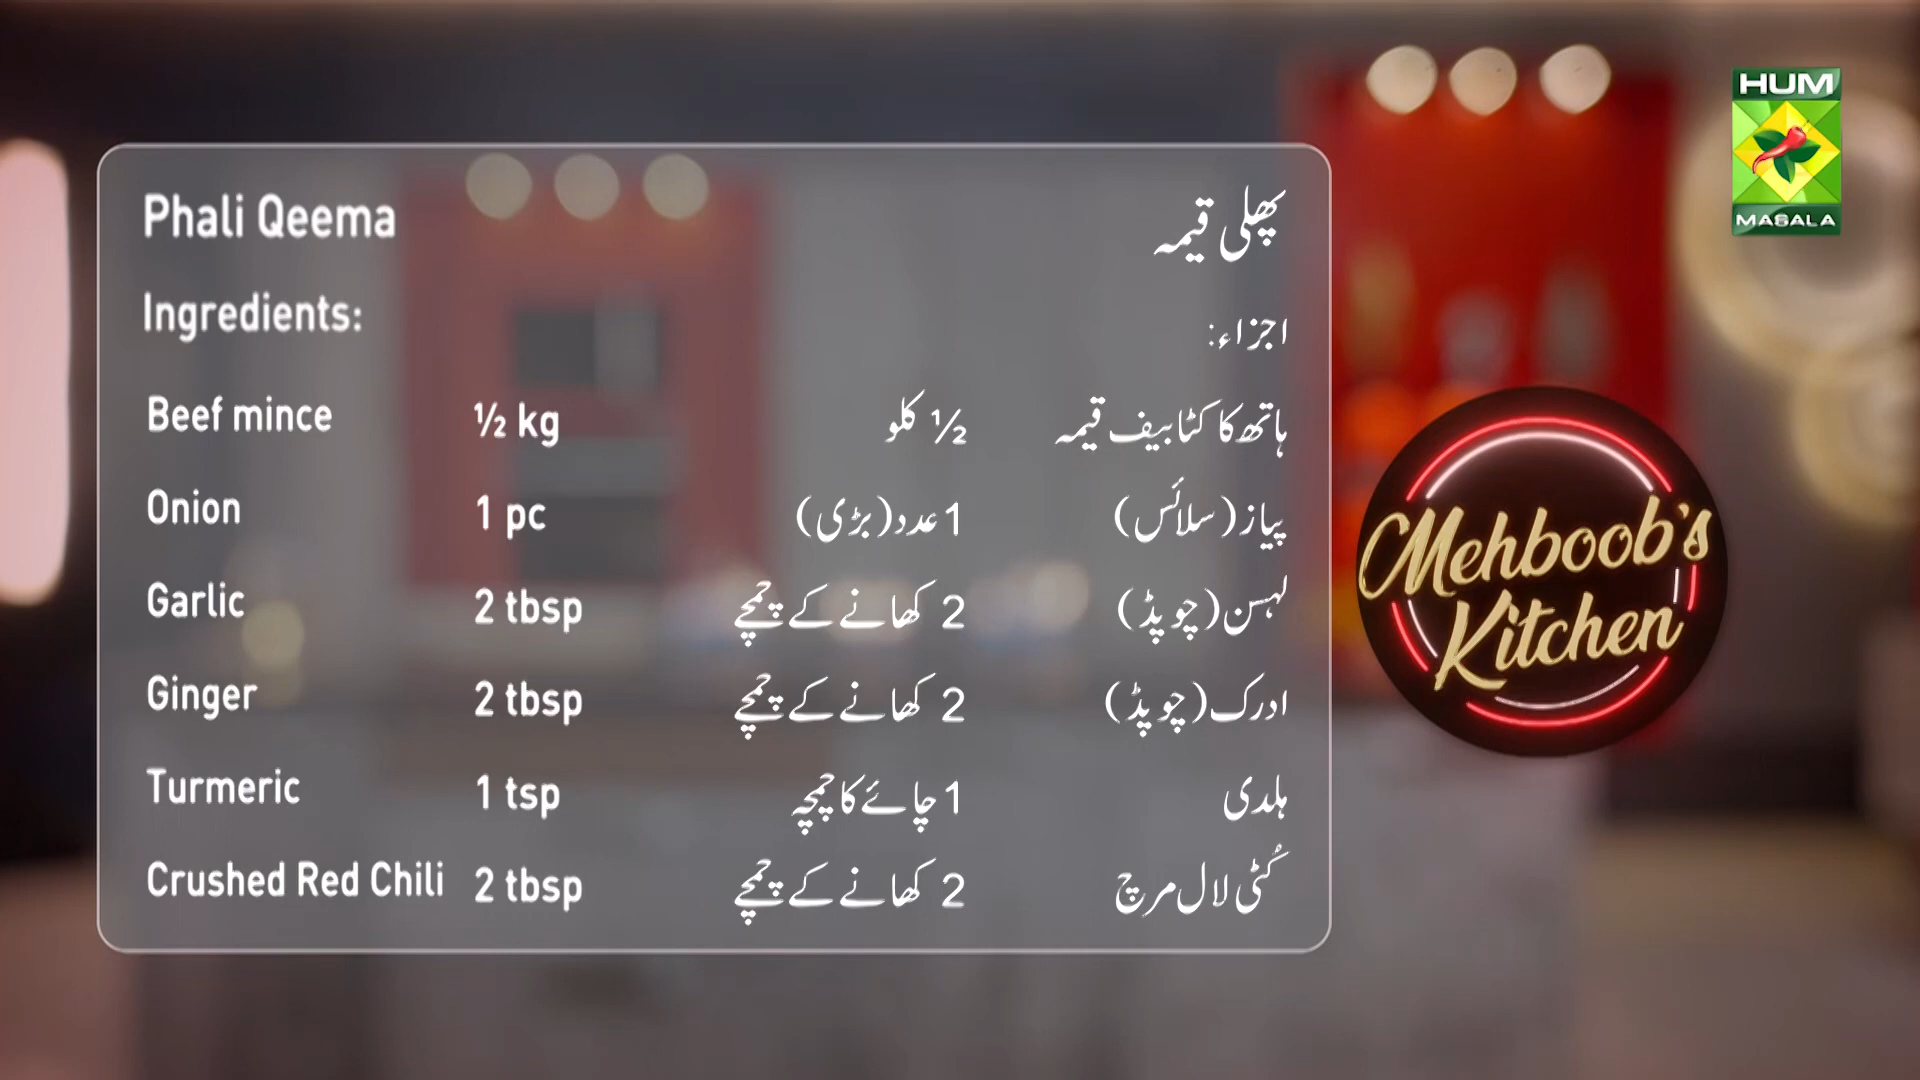 Phali Qeema پھلی قیمہ
Ingredients: اجزاء:
Beef mince ½ kg ½ کلو ہاتھ کا کٹا بیف قیمہ
Onion 1 pc 1 عدد (بڑی) پیاز (سلائس)
Garlic 2 tbsp 2 کھانے کے چمچے لہسن (چوپڈ)
Ginger 2 tbsp 2 کھانے کے چمچے ادرک (چوپڈ)
Turmeric 1 tsp 1 چائے کا چمچہ ہلدی
Crushed Red Chili 2 tbsp 2 کھانے کے چمچے کُٹی لال مرچ
HUM
MASALA
Mehboob's
Kitchen